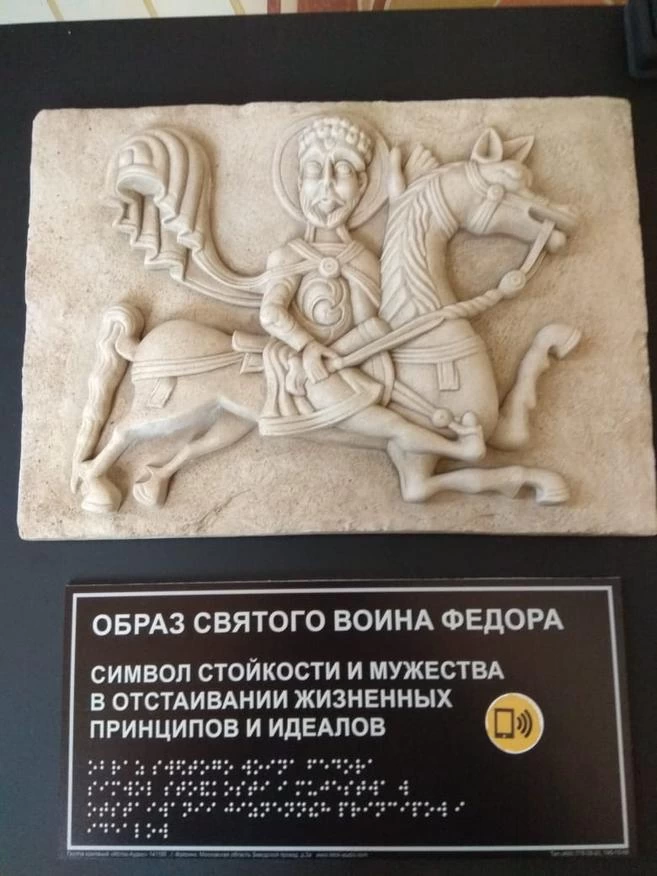 ОБРАЗ СВЯТОГО ВОИНА ФЕДОРА
СИМВОЛ СТОЙКОСТИ И МУЖЕСТВА
В ОТСТАИВАНИИ ЖИЗНЕННЫХ
ПРИНЦИПОВ И ИДЕАЛОВ